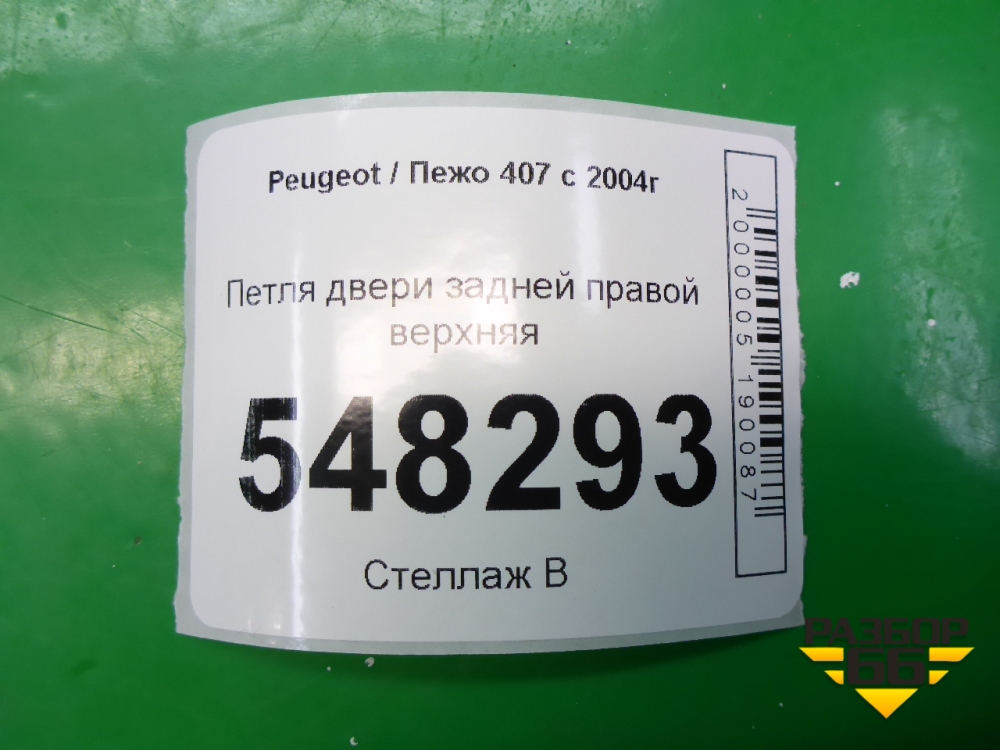 Peugeot / Пежо 407 с 2004г
Петля двери задней правой
верхняя
548293
Стеллаж В
2000005190087
РАЗБОР
66